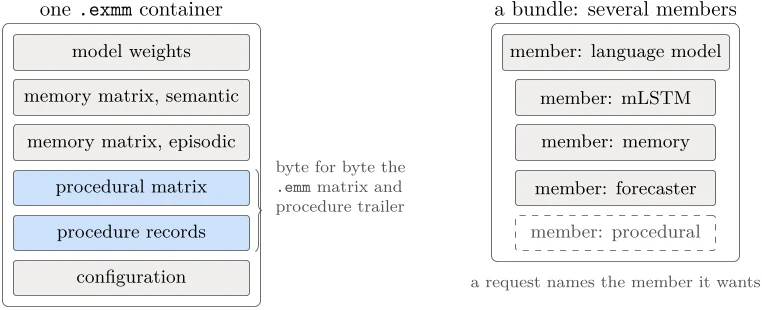 one .exmm container
model weights
memory matrix, semantic
memory matrix, episodic
procedural matrix
procedure records
configuration
byte for byte the
.emm matrix and
procedure trailer
a bundle: several members
member: language model
member: mLSTM
member: memory
member: forecaster
member: procedural
a request names the member it wants